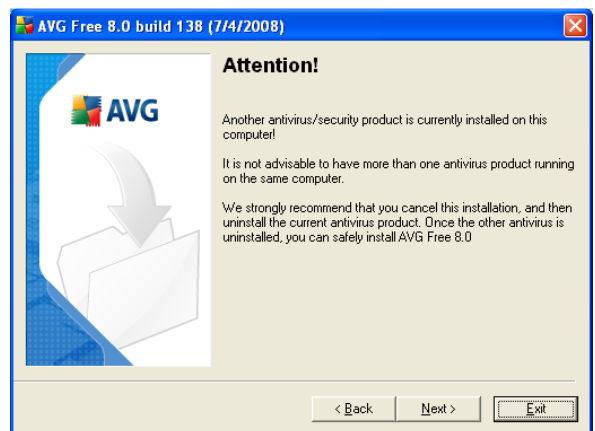 AVG Free 8.0 build 138 (7/4/2008)
AVG
Attention!
Another antivirus/security product is currently installed on this
computer!
It is not advisable to have more than one antivirus product running
on the same computer.
We strongly recommend that you cancel this installation, and then
uninstall the current antivirus product. Once the other antivirus is
uninstalled, you can safely install AVG Free 8.0
< Back Next > Exit